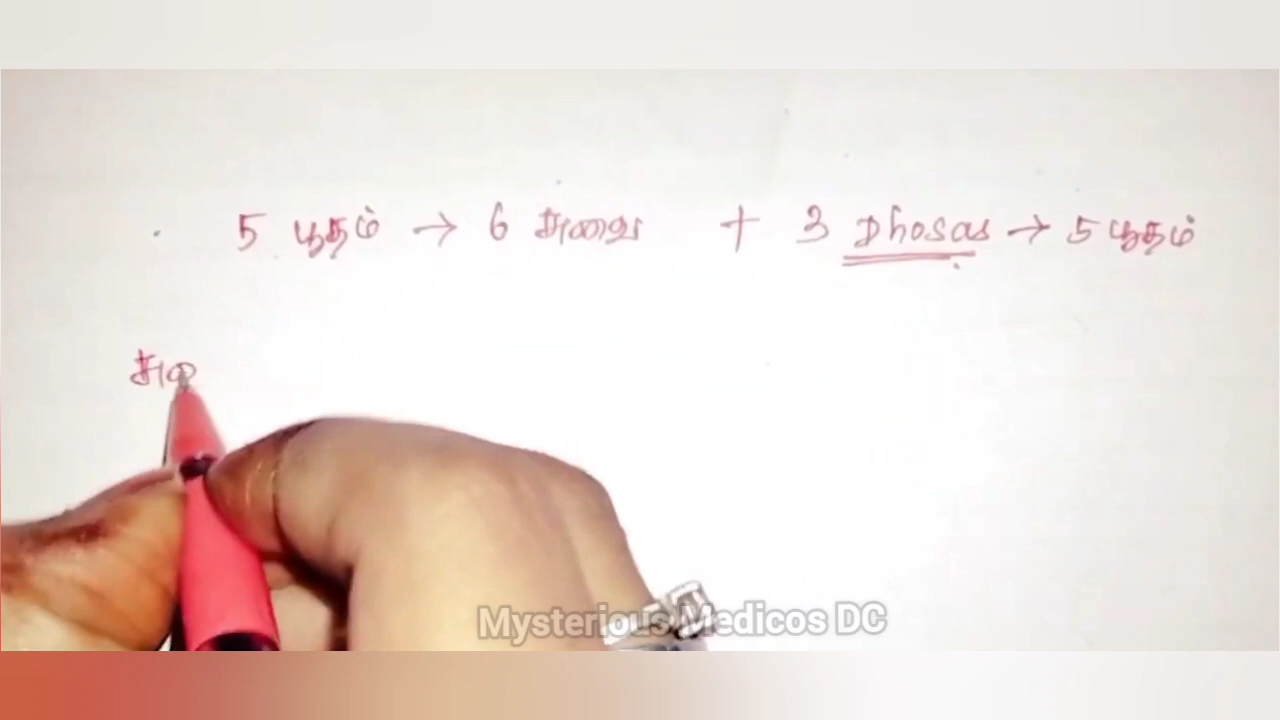 5 பூதம் → 6 சுவை + 3 Dhosas → 5 பூதம்
சுவ
Mysterious Medicos DC